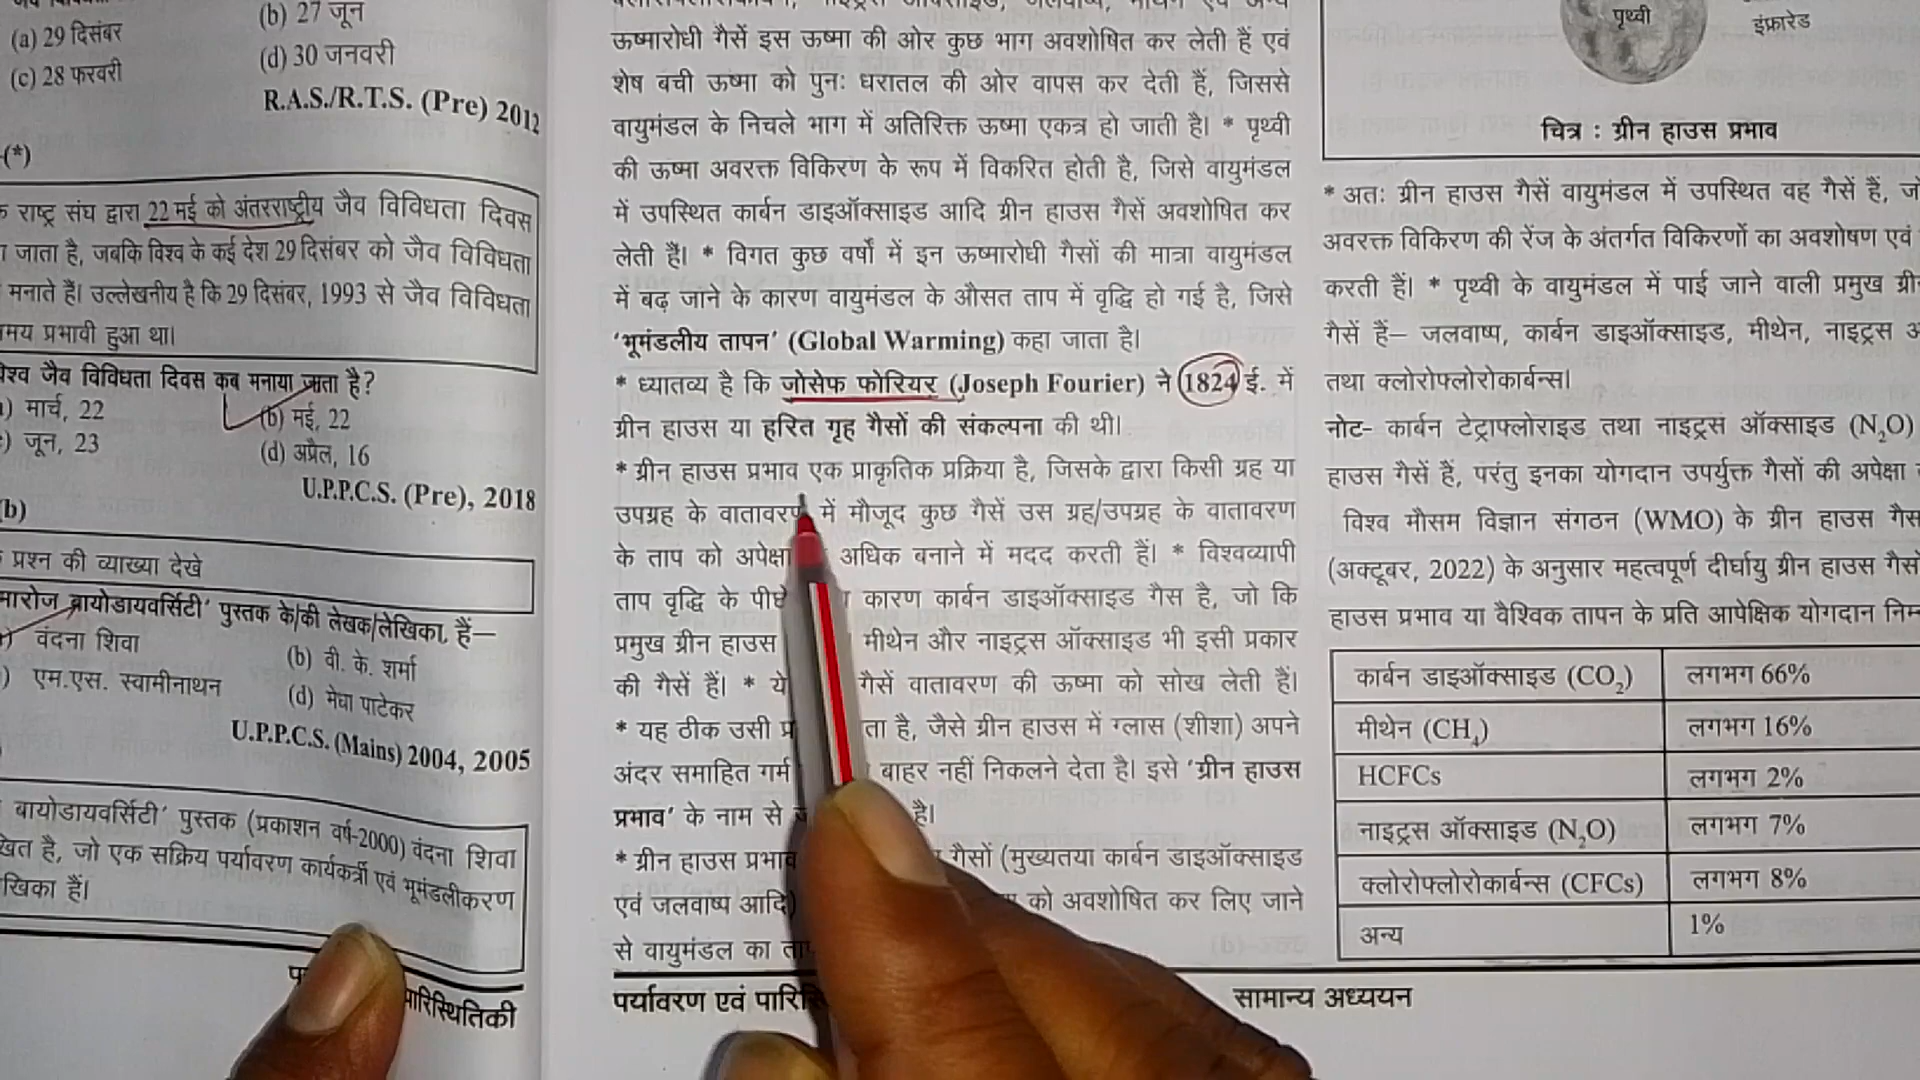 (b) 27 जून
(a) 29 दिसंबर
(d) 30 जनवरी
(c) 28 फरवरी
R.A.S./R.T.S. (Pre) 2012
(*)
राष्ट्र संघ द्वारा 22 मई को अंतरराष्ट्रीय जैव विविधता दिवस
जाता है, जबकि विश्व के कई देश 29 दिसंबर को जैव विविधता
मनाते हैं। उल्लेखनीय है कि 29 दिसंबर, 1993 से जैव विविधता
प्रभावी हुआ था।
जैव विविधता दिवस कब मनाया जाता है?
) मार्च, 22
(b) मई, 22
) जून, 23
(d) अप्रैल, 16
U.P.P.C.S. (Pre), 2018
(b)
प्रश्न की व्याख्या देखे
बायोडायवर्सिटी' पुस्तक के/की लेखक/लेखिका, हैं–
) वंदना शिवा
(b) वी. के. शर्मा
) एम.एस. स्वामीनाथन
(d) मेधा पाटेकर
U.P.P.C.S. (Mains) 2004, 2005
बायोडायवर्सिटी' पुस्तक (प्रकाशन वर्ष-2000) वंदना शिवा
है, जो एक सक्रिय पर्यावरण कार्यकर्त्री एवं भूमंडलीकरण
हैं।
ऊष्मारोधी गैसें इस ऊष्मा की ओर कुछ भाग अवशोषित कर लेती हैं एवं
शेष बची ऊष्मा को पुनः धरातल की ओर वापस कर देती हैं, जिससे
वायुमंडल के निचले भाग में अतिरिक्त ऊष्मा एकत्र हो जाती है। * पृथ्वी
की ऊष्मा अवरक्त विकिरण के रूप में विकरित होती है, जिसे वायुमंडल
में उपस्थित कार्बन डाइऑक्साइड आदि ग्रीन हाउस गैसें अवशोषित कर
लेती हैं। * विगत कुछ वर्षों में इन ऊष्मारोधी गैसों की मात्रा वायुमंडल
में बढ़ जाने के कारण वायुमंडल के औसत ताप में वृद्धि हो गई है, जिसे
'भूमंडलीय तापन' (Global Warming) कहा जाता है।
* ध्यातव्य है कि जोसेफ फोरियर (Joseph Fourier) ने 1824 ई. में
ग्रीन हाउस या हरित गृह गैसों की संकल्पना की थी।
* ग्रीन हाउस प्रभाव एक प्राकृतिक प्रक्रिया है, जिसके द्वारा किसी ग्रह या
उपग्रह के वातावरण में मौजूद कुछ गैसें उस ग्रह/उपग्रह के वातावरण
के ताप को अपेक्षा अधिक बनाने में मदद करती हैं। * विश्वव्यापी
ताप वृद्धि के पीछे कारण कार्बन डाइऑक्साइड गैस है, जो कि
प्रमुख ग्रीन हाउस मीथेन और नाइट्रस ऑक्साइड भी इसी प्रकार
की गैसें हैं। * ये गैसें वातावरण की ऊष्मा को सोख लेती हैं।
* यह ठीक उसी है, जैसे ग्रीन हाउस में ग्लास (शीशा) अपने
अंदर समाहित बाहर नहीं निकलने देता है। इसे 'ग्रीन हाउस
प्रभाव' के नाम से है।
* ग्रीन हाउस प्रभाव गैसों (मुख्यतया कार्बन डाइऑक्साइड
एवं जलवाष्प आदि) को अवशोषित कर लिए जाने
से वायुमंडल का
पर्यावरण एवं
सामान्य अध्ययन
पृथ्वी
इंफ्रारेड
चित्र : ग्रीन हाउस प्रभाव
* अतः ग्रीन हाउस गैसें वायुमंडल में उपस्थित वह गैसें है,
अवरक्त विकिरण की रेंज के अंतर्गत विकिरणों का अवशोषण एवं
करती हैं। * पृथ्वी के वायुमंडल में पाई जाने वाली प्रमुख
गैसें हैं– जलवाष्प, कार्बन डाइऑक्साइड, मीथेन, नाइट्रस
तथा क्लोरोफ्लोरोकार्बन्स।
नोट– कार्बन टेट्राफ्लोराइड तथा नाइट्रस ऑक्साइड (N₂O)
हाउस गैसें हैं, परंतु इनका योगदान उपर्युक्त गैसों की अपेक्षा
विश्व मौसम विज्ञान संगठन (WMO) के ग्रीन हाउस गैस
(अक्टूबर, 2022) के अनुसार महत्वपूर्ण दीर्घायु ग्रीन हाउस
हाउस प्रभाव या वैश्विक तापन के प्रति आपेक्षिक योगदान
कार्बन डाइऑक्साइड (CO₂) लगभग 66%
मीथेन (CH₄) लगभग 16%
HCFCs लगभग 2%
नाइट्रस ऑक्साइड (N₂O) लगभग 7%
क्लोरोफ्लोरोकार्बन्स (CFCs) लगभग 8%
अन्य 1%